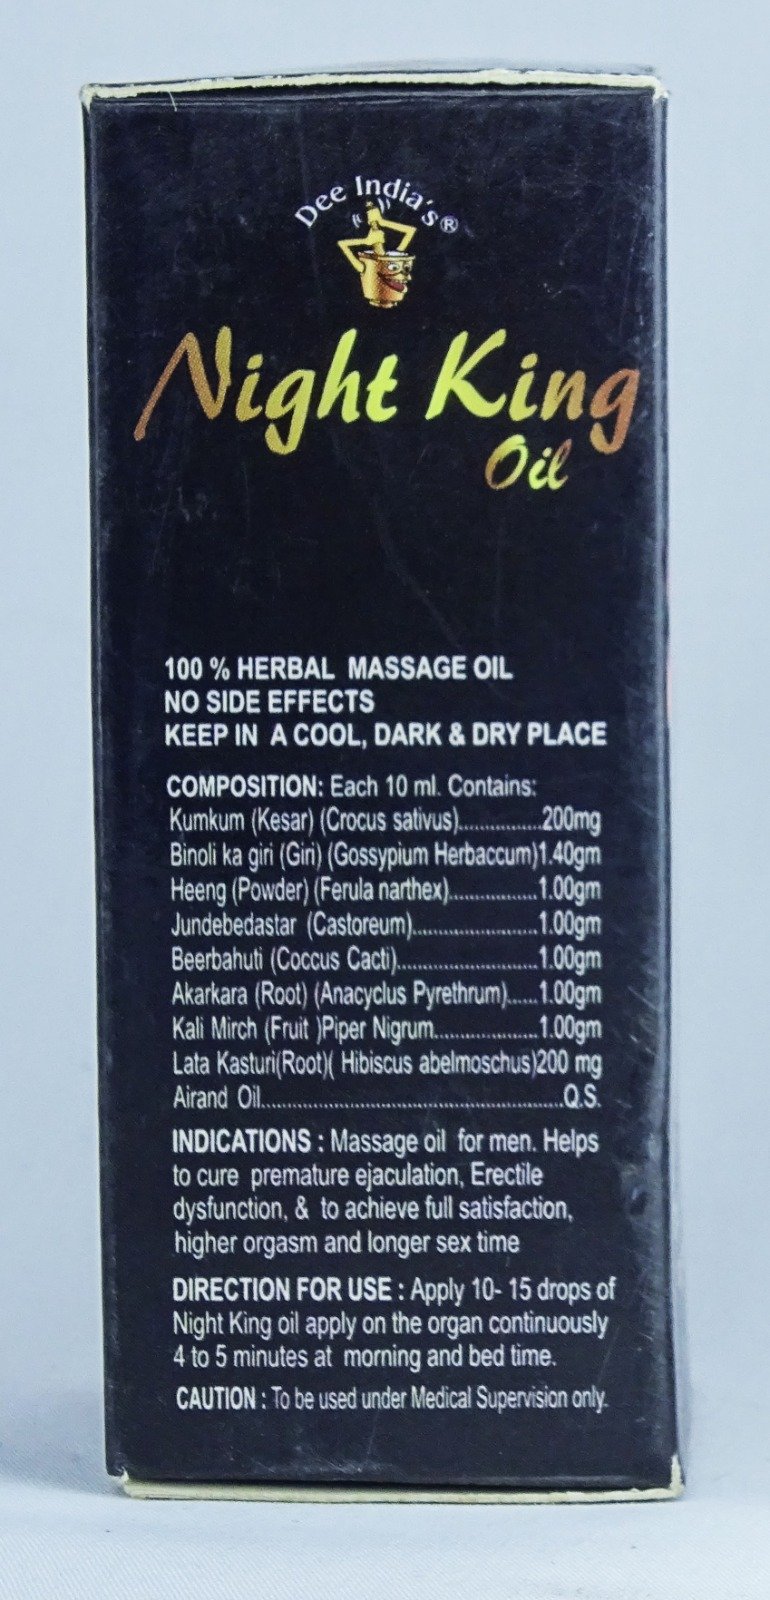 Dee India's®
Night King
Oil
100 % HERBAL MASSAGE OIL
NO SIDE EFFECTS
KEEP IN A COOL, DARK & DRY PLACE
COMPOSITION: Each 10 ml. Contains:
Kumkum (Kesar) (Crocus sativus)................200mg
Binoli ka giri (Giri) (Gossypium Herbaccum)1.40gm
Heeng (Powder) (Ferula narthex).................1.00gm
Jundebedastar (Castoreum)........................1.00gm
Beerbahuti (Coccus Cacti)...........................1.00gm
Akarkara (Root) (Anacyclus Pyrethrum)......1.00gm
Kali Mirch (Fruit )Piper Nigrum....................1.00gm
Lata Kasturi(Root)( Hibiscus abelmoschus)200 mg
Airand Oil..........................................................Q.S.
INDICATIONS : Massage oil for men. Helps
to cure premature ejaculation, Erectile
dysfunction, & to achieve full satisfaction,
higher orgasm and longer sex time
DIRECTION FOR USE : Apply 10- 15 drops of
Night King oil apply on the organ continuously
4 to 5 minutes at morning and bed time.
CAUTION : To be used under Medical Supervision only.